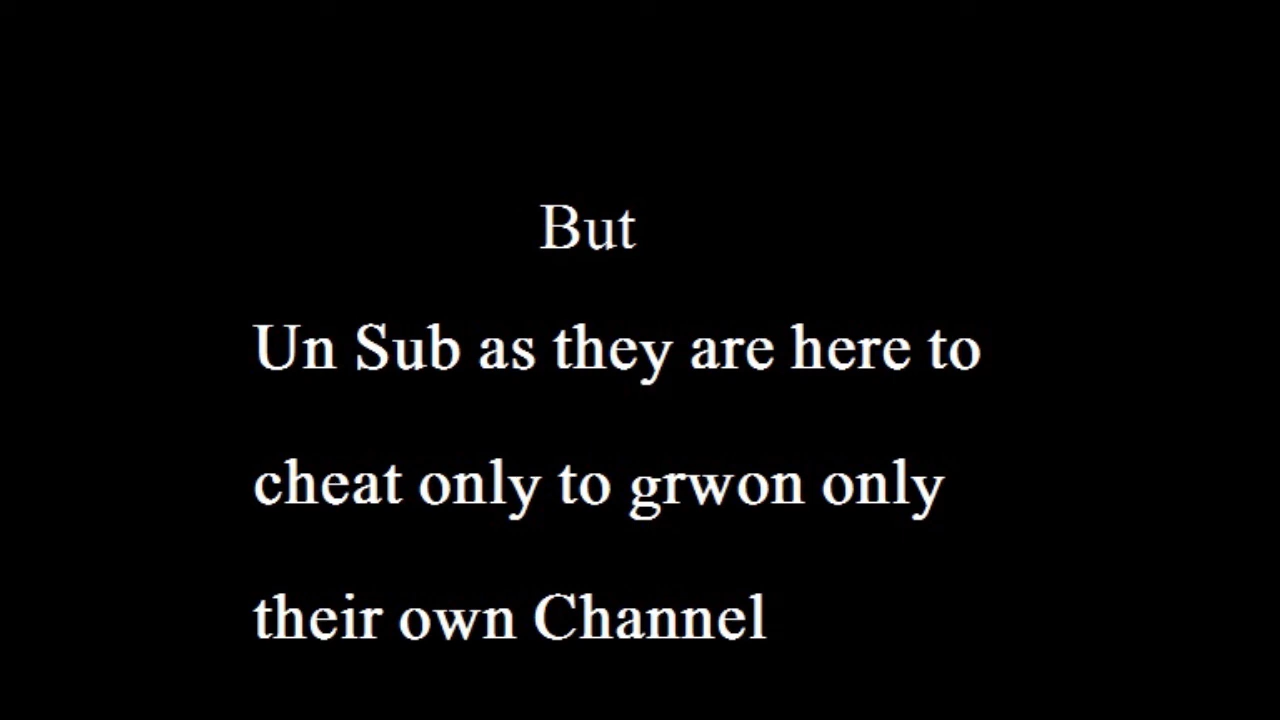 But
Un Sub as they are here to
cheat only to grwon only
their own Channel